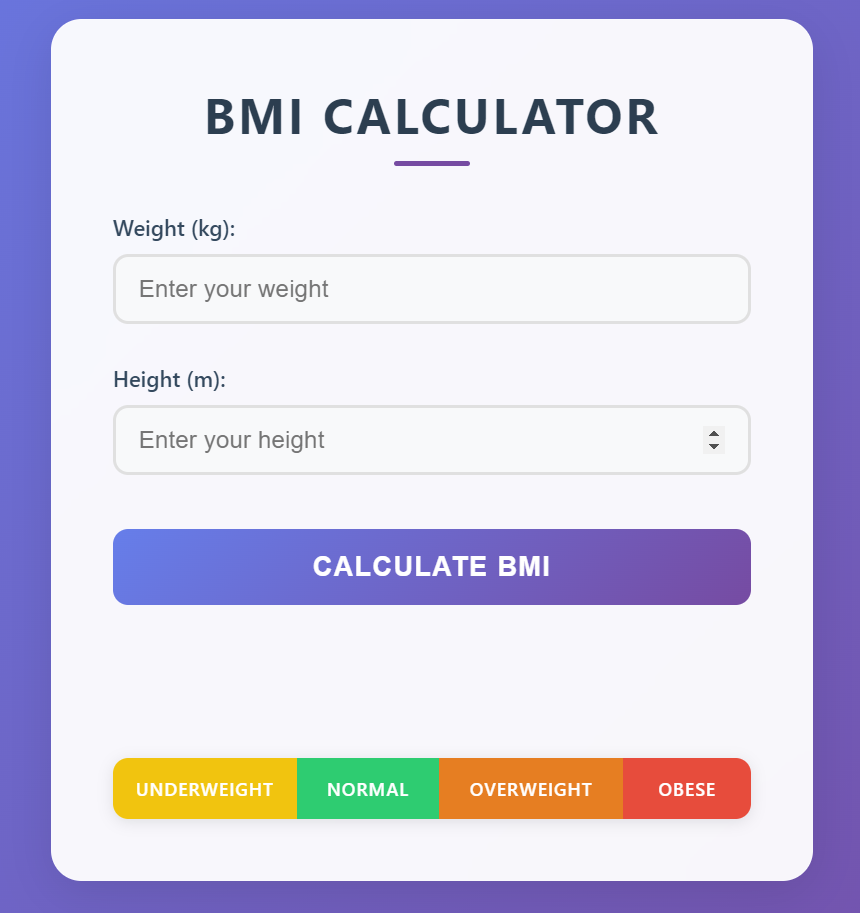 BMI CALCULATOR
Weight (kg):
Enter your weight
Height (m):
Enter your height
CALCULATE BMI
UNDERWEIGHT NORMAL OVERWEIGHT OBESE